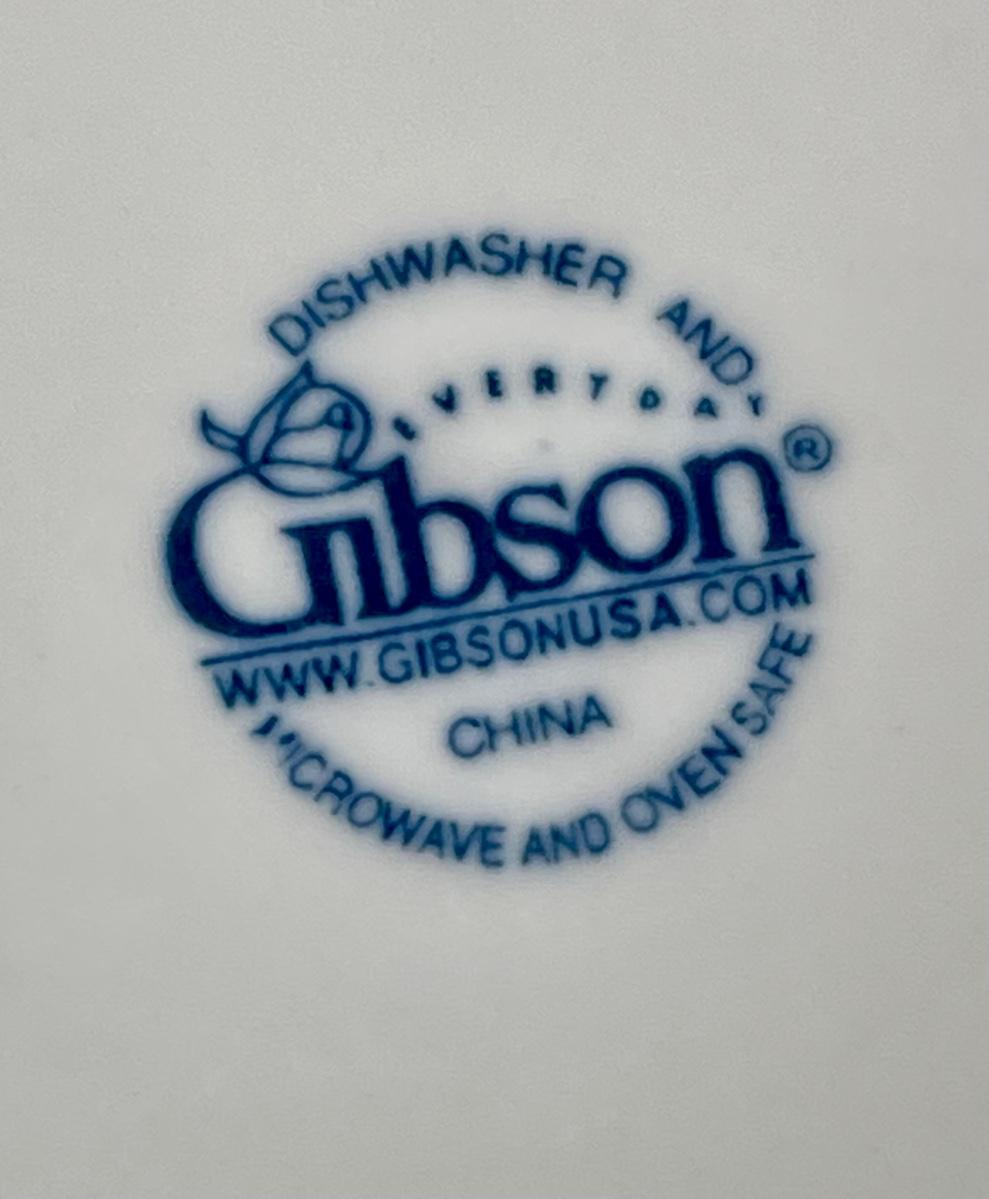 DISHWASHER AND
EVERYDAY
Gibson®
WWW.GIBSONUSA.COM
CHINA
MICROWAVE AND OVEN SAFE